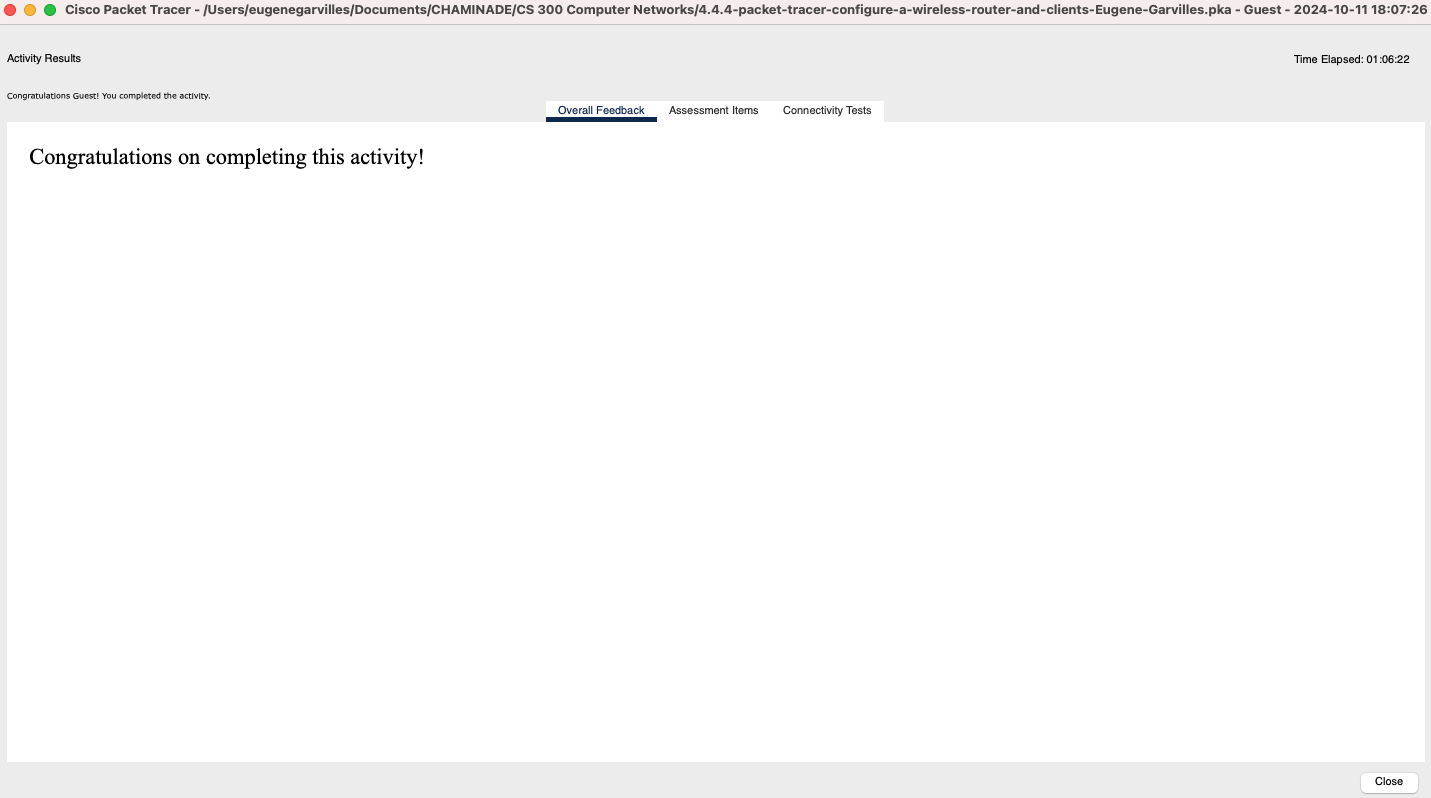 Cisco Packet Tracer - /Users/eugenegarvilles/Documents/CHAMINADE/CS 300 Computer Networks/4.4.4-packet-tracer-configure-a-wireless-router-and-clients-Eugene-Garvilles.pka - Guest - 2024-10-11 18:07:26
Activity Results
Time Elapsed: 01:06:22
Congratulations Guest! You completed the activity.
Overall Feedback Assessment Items Connectivity Tests
Congratulations on completing this activity!
Close